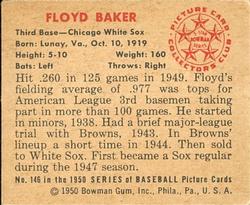 FLOYD BAKER
Third Base—Chicago White Sox
Born: Lunay, Va., Oct. 10, 1919
Height: 5-10 Weight: 160
Bats: Left Throws: Right
PICTURE CARD
BOWMAN
COLLECTORS CLUB
Hit .260 in 125 games in 1949. Floyd's
fielding average of .977 was tops for
American League 3rd basemen taking
part in more than 100 games. He started
in minors, 1938. Had a brief major-league
trial with Browns, 1943. In Browns'
lineup a short time in 1944. Then sold
to White Sox. First became a Sox regular
during the 1947 season.
No. 146 in the 1950 SERIES of BASEBALL Picture Cards
©1950 Bowman Gum, Inc., Phila., Pa., U. S. A.